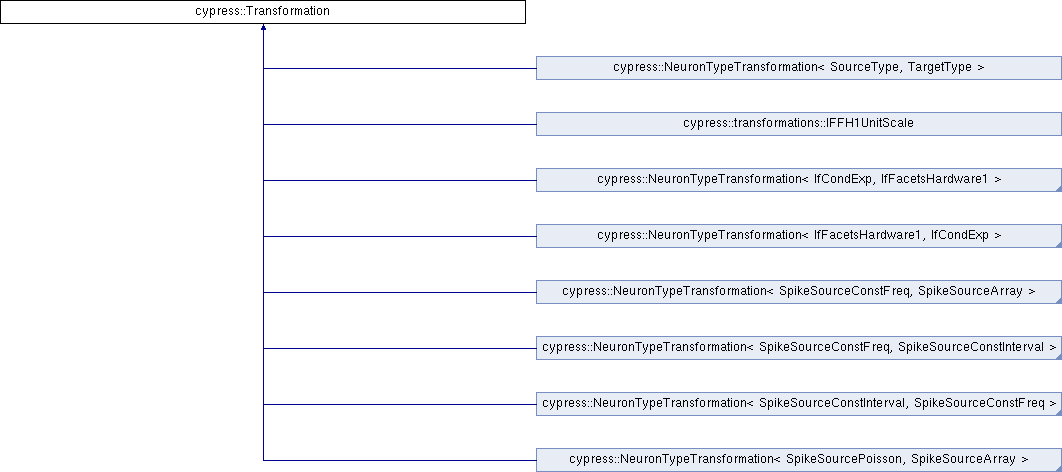 cypress::Transformation
cypress::NeuronTypeTransformation< SourceType, TargetType >
cypress::transformations::IFFH1UnitScale
cypress::NeuronTypeTransformation< IfCondExp, IfFacetsHardware1 >
cypress::NeuronTypeTransformation< IfFacetsHardware1, IfCondExp >
cypress::NeuronTypeTransformation< SpikeSourceConstFreq, SpikeSourceArray >
cypress::NeuronTypeTransformation< SpikeSourceConstFreq, SpikeSourceConstInterval >
cypress::NeuronTypeTransformation< SpikeSourceConstInterval, SpikeSourceConstFreq >
cypress::NeuronTypeTransformation< SpikeSourcePoisson, SpikeSourceArray >